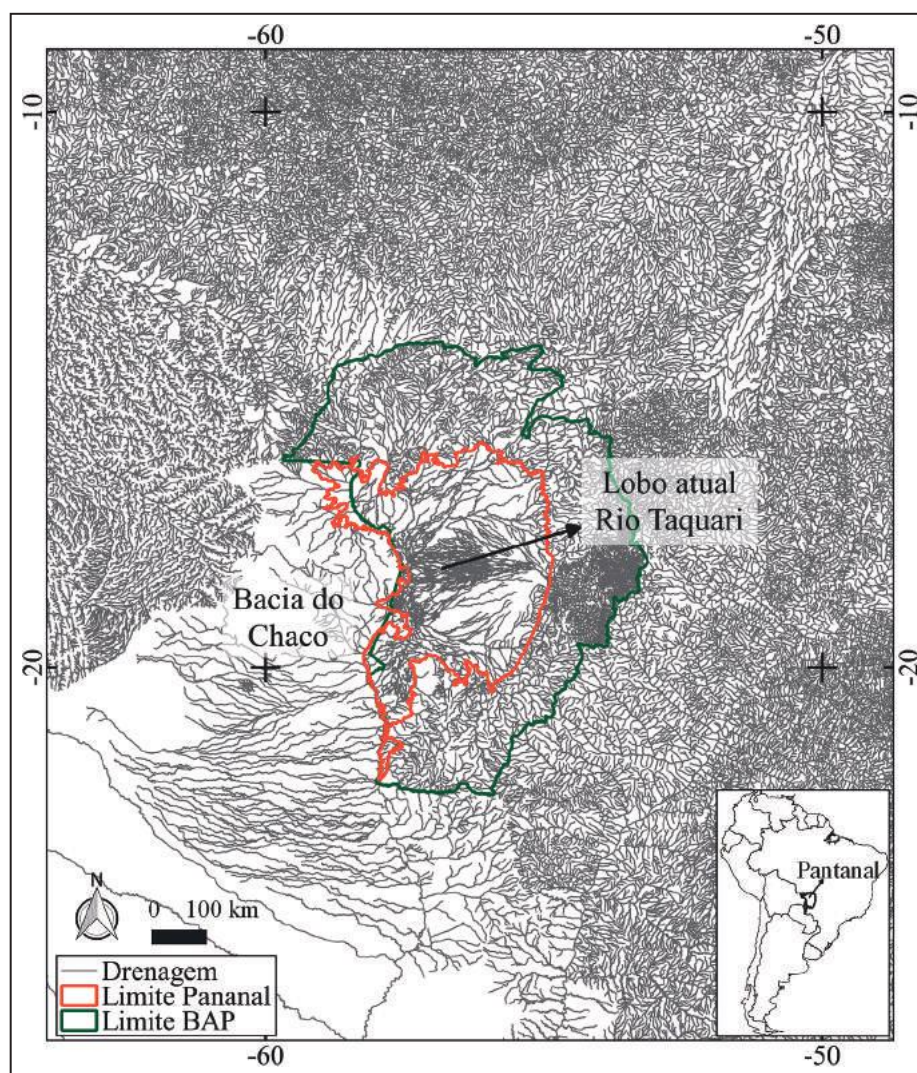 -60
-50
-10
-10
Lobo atual
Rio Taquari
Bacia do
Chaco
-20
-20
Pantanal
N
0 100 km
Drenagem
Limite Pananal
Limite BAP
-60
-50